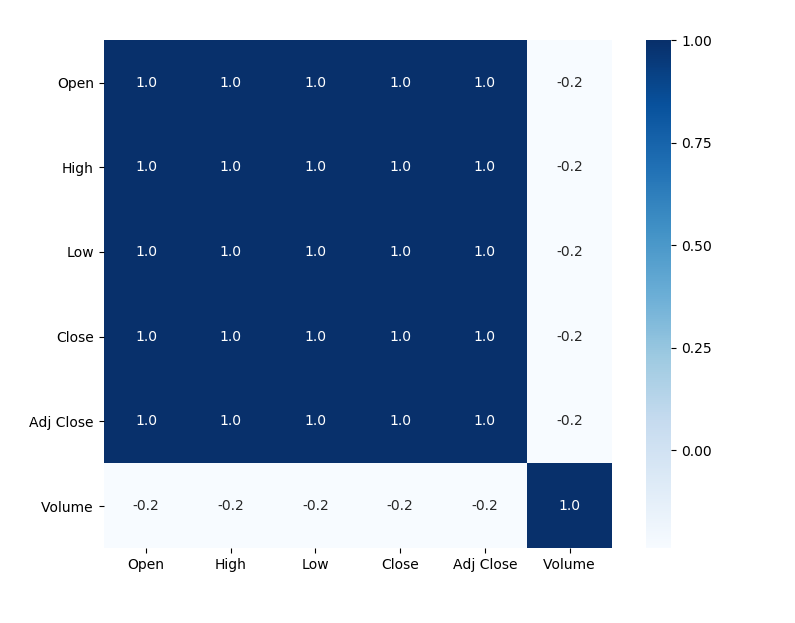 Open 1.0 1.0 1.0 1.0 1.0 -0.2
High 1.0 1.0 1.0 1.0 1.0 -0.2
Low 1.0 1.0 1.0 1.0 1.0 -0.2
Close 1.0 1.0 1.0 1.0 1.0 -0.2
Adj Close 1.0 1.0 1.0 1.0 1.0 -0.2
Volume -0.2 -0.2 -0.2 -0.2 -0.2 1.0
Open High Low Close Adj Close Volume
1.00
0.75
0.50
0.25
0.00